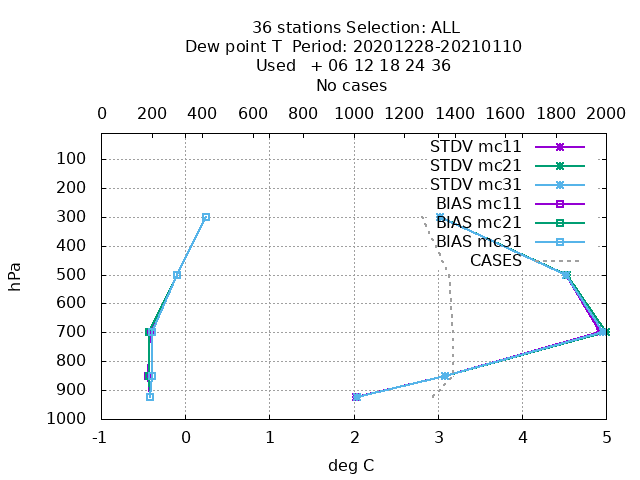 36 stations Selection: ALL
Dew point T  Period: 20201228-20210110
Used   + 06 12 18 24 36
No cases
0 200 400 600 800 1000 1200 1400 1600 1800 2000
STDV mc11
STDV mc21
STDV mc31
BIAS mc11
BIAS mc21
BIAS mc31
CASES
100
200
300
400
500
600
700
800
900
1000
hPa
-1 0 1 2 3 4 5
deg C